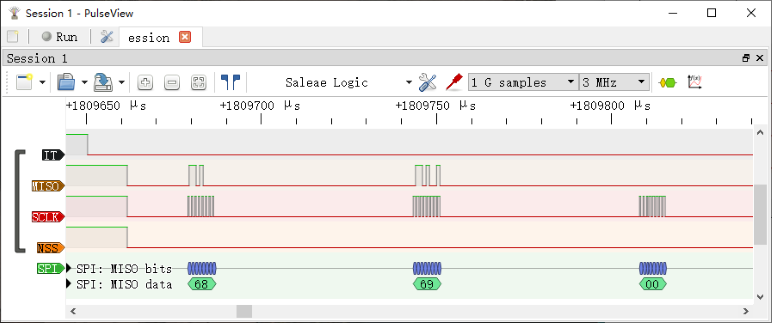 Session 1 - PulseView
Run
ession
Session 1
Saleae Logic
1 G samples
3 MHz
+1809650 μs
+1809700 μs
+1809750 μs
+1809800 μs
IT
MISO
SCLK
NSS
SPI
SPI: MISO bits
SPI: MISO data
68
69
00